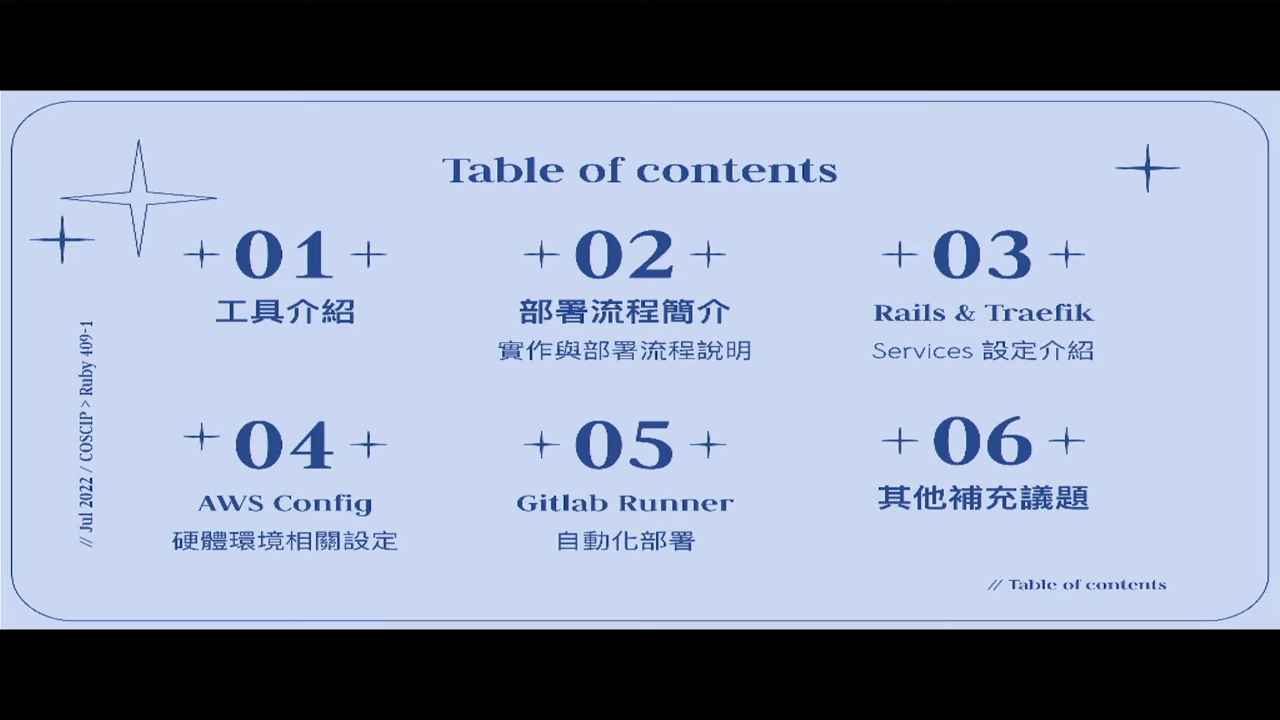 Table of contents
01
工具介紹
02
部署流程簡介
實作與部署流程說明
03
Rails & Traefik
Services 設定介紹
04
AWS Config
硬體環境相關設定
05
Gitlab Runner
自動化部署
06
其他補充議題
// Jul 2022 / COSCIP > Ruby 409-1
// Table of contents